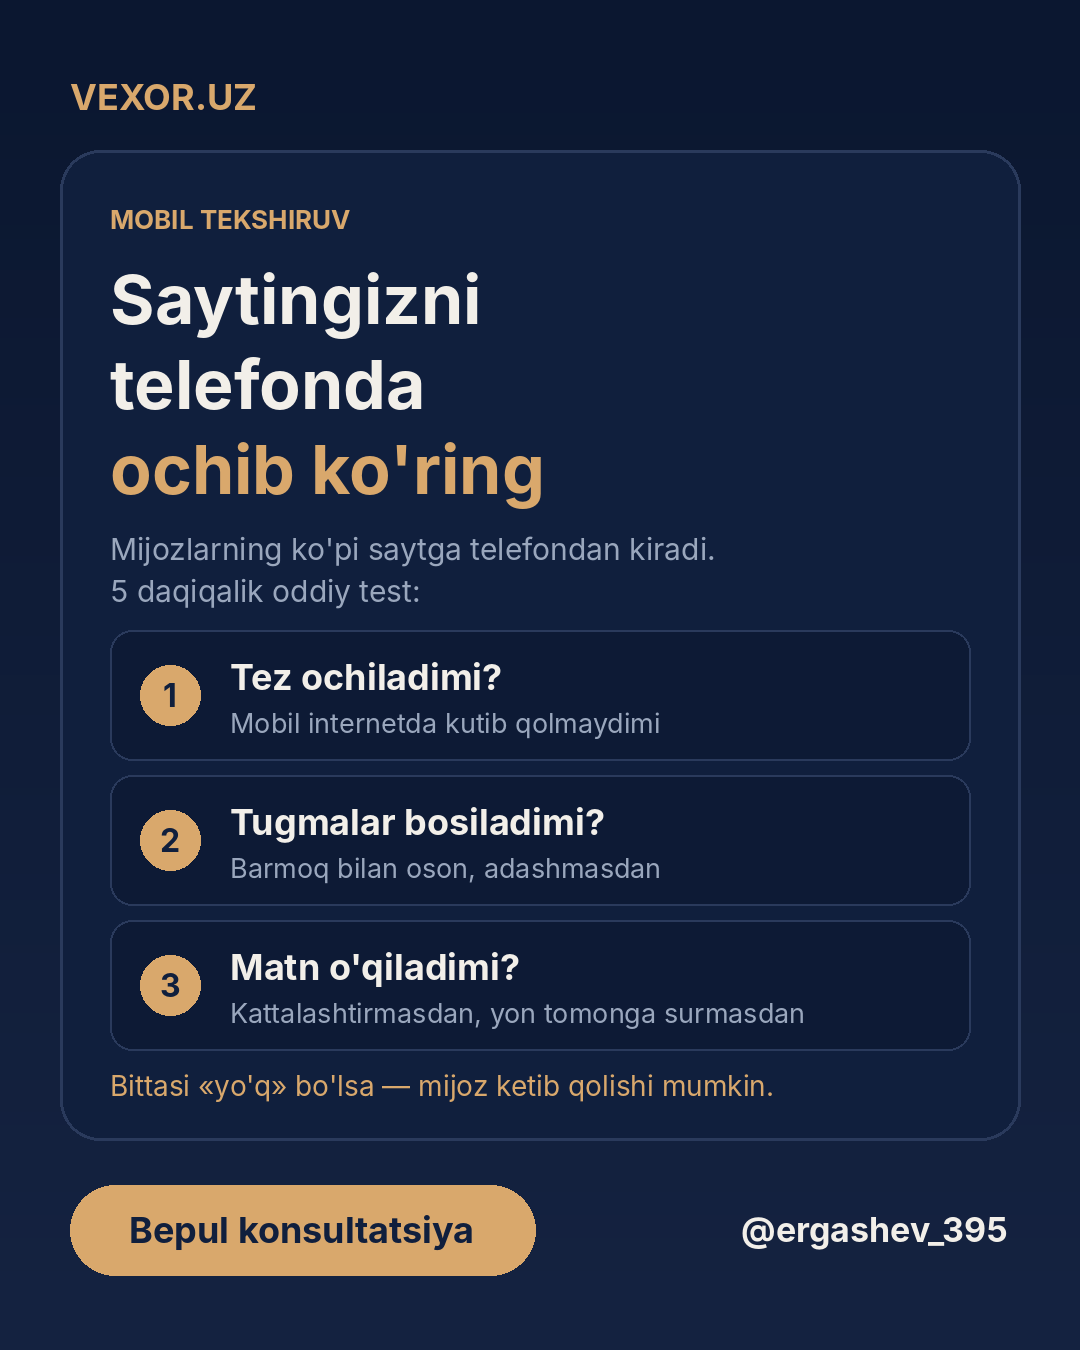 VEXOR.UZ
MOBIL TEKSHIRUV
Saytingizni
telefonda
ochib ko'ring
Mijozlarning ko'pi saytga telefondan kiradi.
5 daqiqalik oddiy test:
1
Tez ochiladimi?
Mobil internetda kutib qolmaydimi
2
Tugmalar bosiladimi?
Barmoq bilan oson, adashmasdan
3
Matn o'qiladimi?
Kattalashtirmasdan, yon tomonga surmasdan
Bittasi «yo'q» bo'lsa — mijoz ketib qolishi mumkin.
Bepul konsultatsiya
@ergashev_395